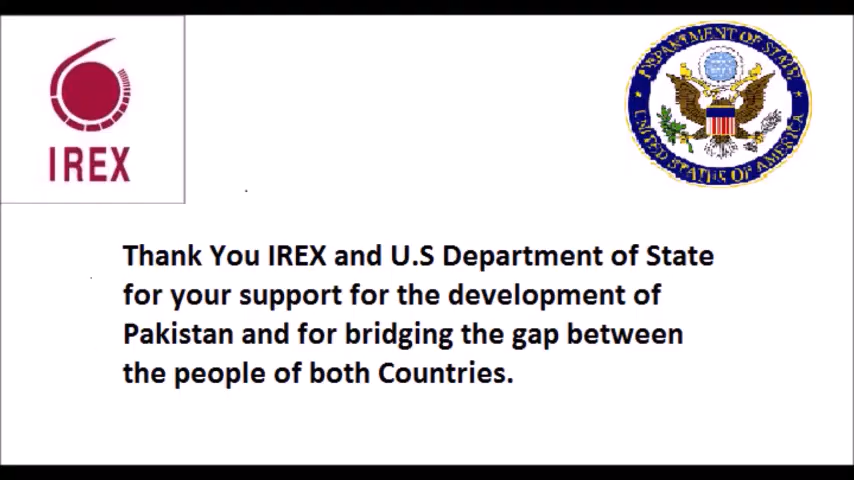 IREX
DEPARTMENT OF STATE
UNITED STATES OF AMERICA
Thank You IREX and U.S Department of State
for your support for the development of
Pakistan and for bridging the gap between
the people of both Countries.